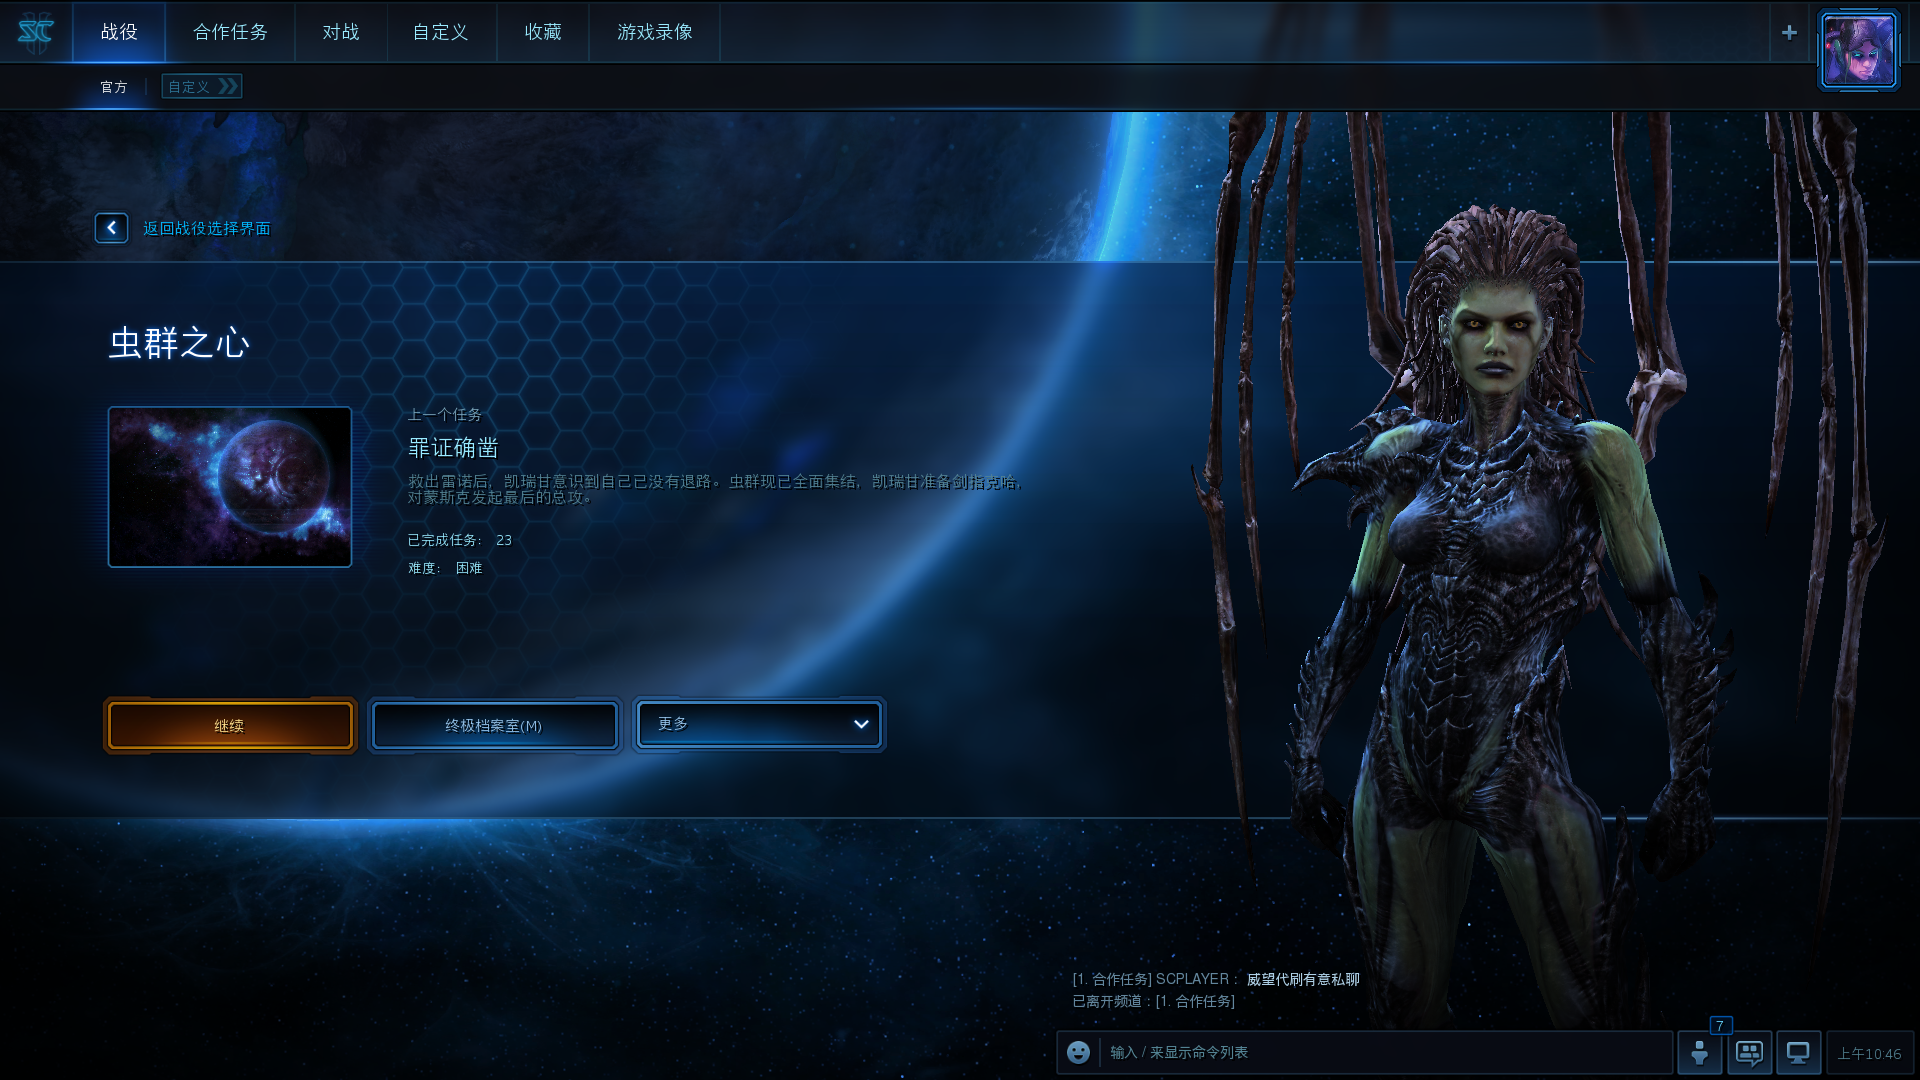 战役
合作任务
对战
自定义
收藏
游戏录像
官方
自定义
返回战役选择界面
虫群之心
上一个任务
罪证确凿
救出雷诺后，凯瑞甘意识到自己已没有退路。虫群现已全面集结，凯瑞甘准备剑指克哈，
对蒙斯克发起最后的总攻。
已完成任务： 23
难度： 困难
继续
终极档案室(M)
更多
[1. 合作任务] SCPLAYER： 威望代刷有意私聊
已离开频道：[1. 合作任务]
输入 / 来显示命令列表
7
上午10:46